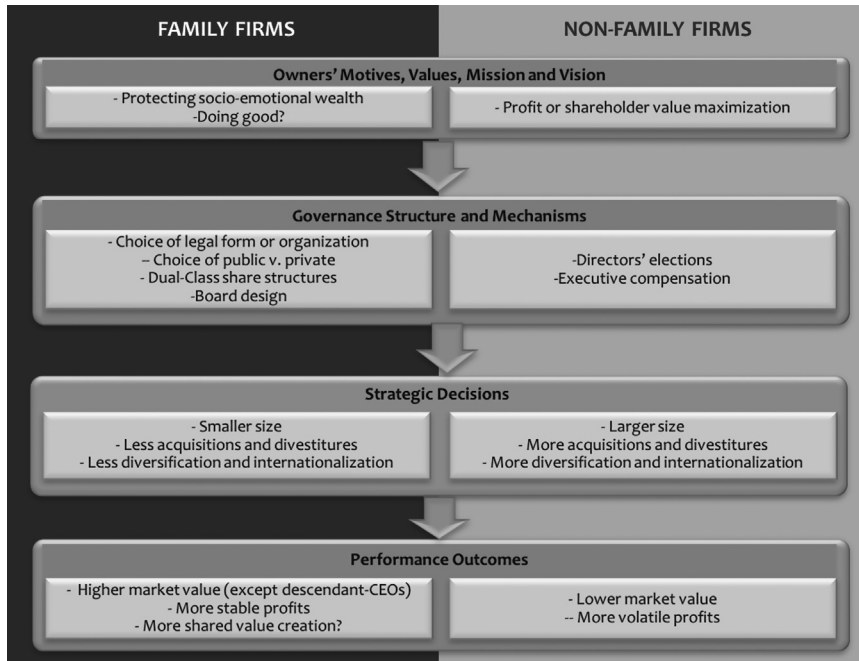 FAMILY FIRMS
NON-FAMILY FIRMS
Owners' Motives, Values, Mission and Vision
- Protecting socio-emotional wealth
-Doing good?
- Profit or shareholder value maximization
Governance Structure and Mechanisms
- Choice of legal form or organization
-- Choice of public v. private
- Dual-Class share structures
-Board design
-Directors' elections
-Executive compensation
Strategic Decisions
- Smaller size
- Less acquisitions and divestitures
- Less diversification and internationalization
- Larger size
- More acquisitions and divestitures
- More diversification and internationalization
Performance Outcomes
- Higher market value (except descendant-CEOs)
- More stable profits
- More shared value creation?
- Lower market value
-- More volatile profits